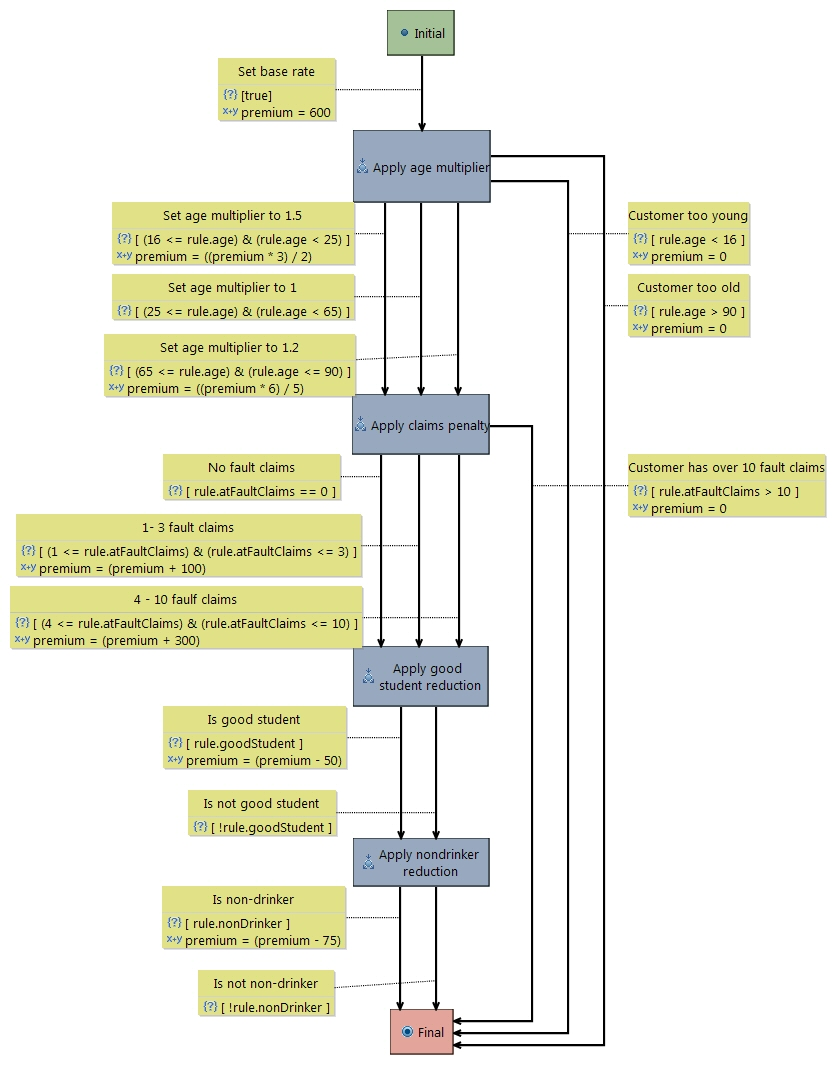 Initial
Set base rate
{?} [true]
x+y premium = 600
Apply age multiplier
Set age multiplier to 1.5
{?} [ (16 <= rule.age) & (rule.age < 25) ]
x+y premium = ((premium * 3) / 2)
Customer too young
{?} [ rule.age < 16 ]
x+y premium = 0
Set age multiplier to 1
{?} [ (25 <= rule.age) & (rule.age < 65) ]
Customer too old
{?} [ rule.age > 90 ]
x+y premium = 0
Set age multiplier to 1.2
{?} [ (65 <= rule.age) & (rule.age <= 90) ]
x+y premium = ((premium * 6) / 5)
Apply claims penalty
No fault claims
{?} [ rule.atFaultClaims == 0 ]
Customer has over 10 fault claims
{?} [ rule.atFaultClaims > 10 ]
x+y premium = 0
1- 3 fault claims
{?} [ (1 <= rule.atFaultClaims) & (rule.atFaultClaims <= 3) ]
x+y premium = (premium + 100)
4 - 10 faulf claims
{?} [ (4 <= rule.atFaultClaims) & (rule.atFaultClaims <= 10) ]
x+y premium = (premium + 300)
Apply good
student reduction
Is good student
{?} [ rule.goodStudent ]
x+y premium = (premium - 50)
Is not good student
{?} [ !rule.goodStudent ]
Apply nondrinker
reduction
Is non-drinker
{?} [ rule.nonDrinker ]
x+y premium = (premium - 75)
Is not non-drinker
{?} [ !rule.nonDrinker ]
Final